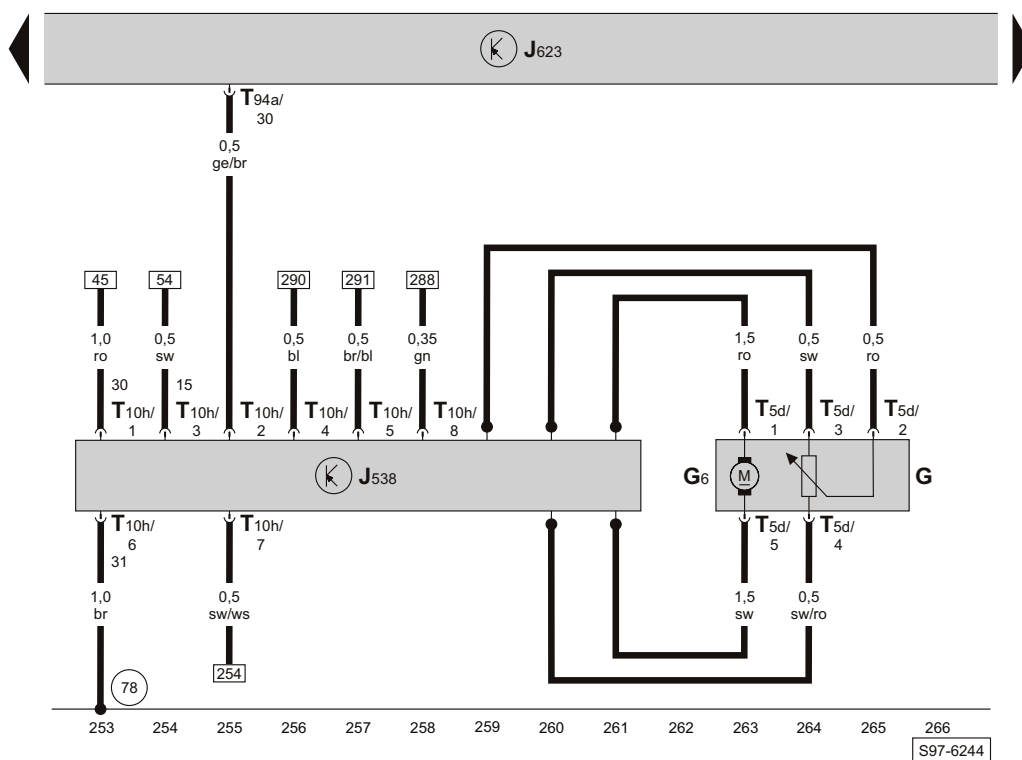 J623
T94a/
30
0,5
ge/br
45 54 290 291 288
1,0 0,5 0,5 0,5 0,35 1,5 0,5 0,5
ro sw bl br/bl gn ro sw ro
30 15
T10h/ T10h/ T10h/ T10h/ T10h/ T10h/ T5d/ T5d/ T5d/
1 3 2 4 5 8 1 3 2
J538 G6 M G
T10h/ T10h/ T5d/ T5d/
6 7 5 4
31
1,0 0,5 1,5 0,5
br sw/ws sw sw/ro
254
78
253 254 255 256 257 258 259 260 261 262 263 264 265 266
S97-6244